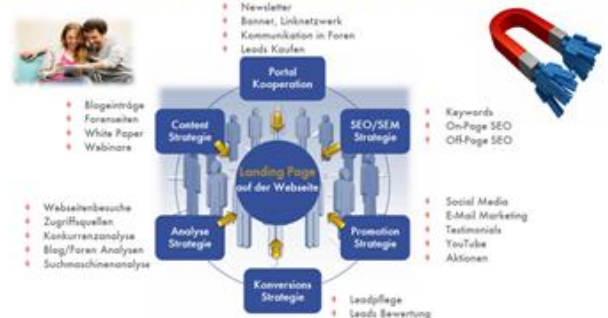 Newsletter
Banner, Linknetzwerk
Kommunikation in Foren
Leads Kaufen
Portal
Kooperation
Blogeinträge
Forenseiten
White Paper
Webinare
Content
Strategie
SEO/SEM
Strategie
Keywords
On-Page SEO
Off-Page SEO
Landing Page
auf der Webseite
Webseitenbesuche
Zugriffsquellen
Konkurrenzanalyse
Blog/Foren Analysen
Suchmaschinenanalyse
Analyse
Strategie
Promotion
Strategie
Social Media
E-Mail Marketing
Testimonials
YouTube
Aktionen
Konversions
Strategie
Leadpflege
Leads Bewertung